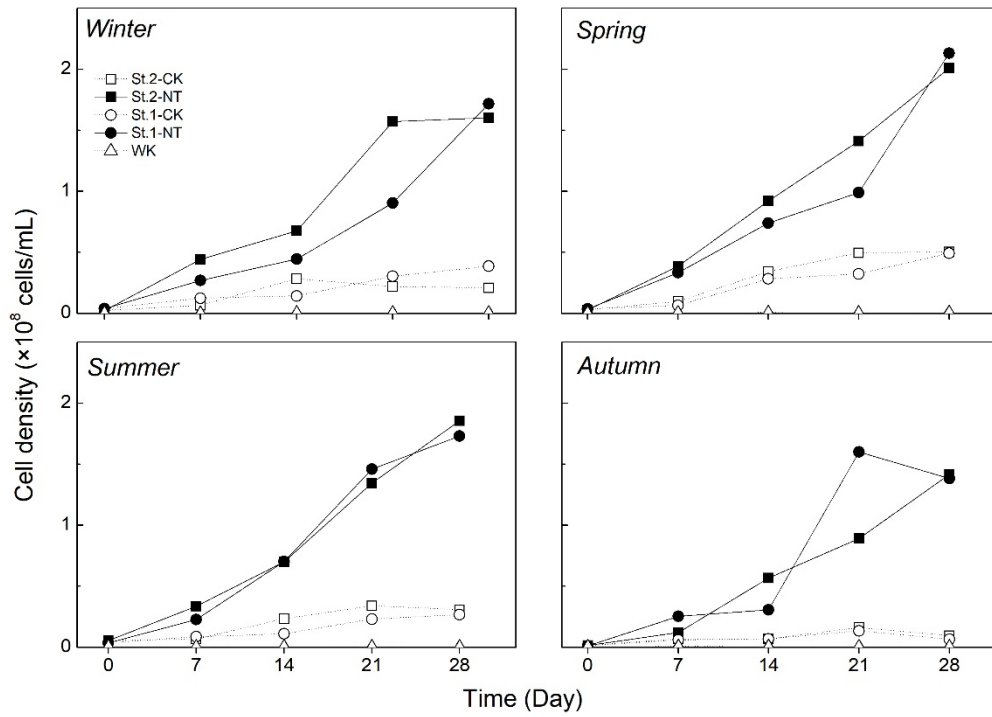 Winter
St.2-CK
St.2-NT
St.1-CK
St.1-NT
WK
Spring
2
1
0
Summer
Autumn
2
1
0
0 7 14 21 28
0 7 14 21 28
Cell density (×10⁸ cells/mL)
Time (Day)